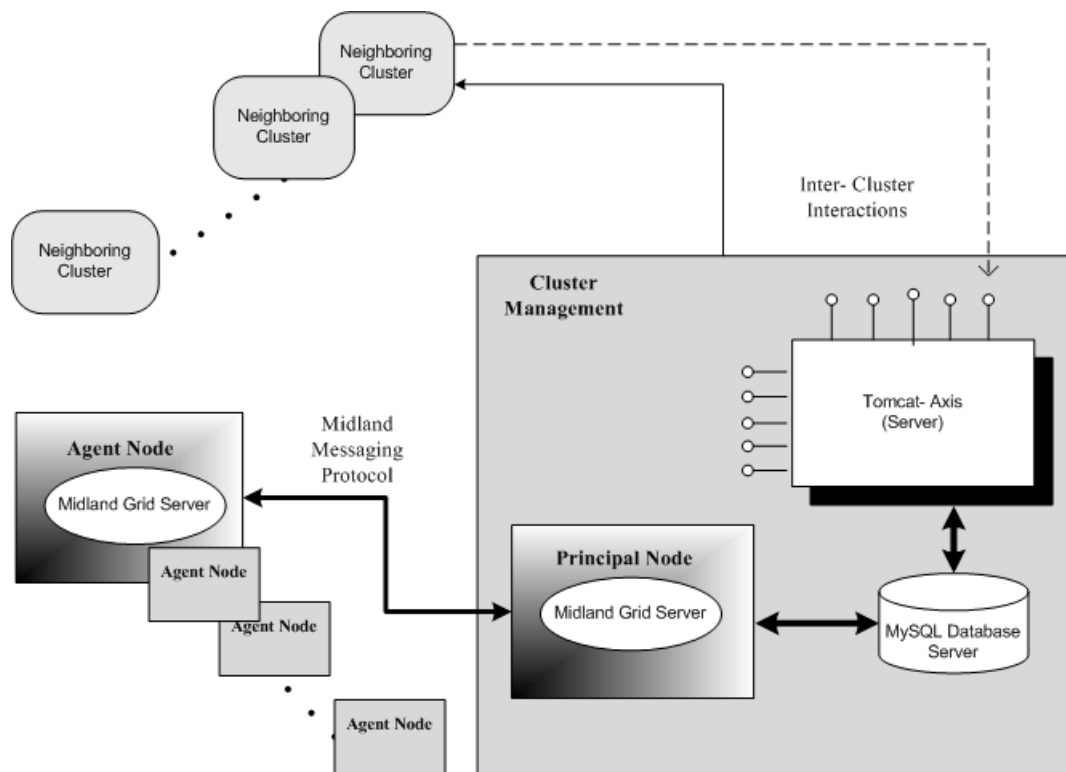 Neighboring
Cluster
Neighboring
Cluster
Neighboring
Cluster
Inter- Cluster
Interactions
Cluster
Management
Tomcat- Axis
(Server)
Midland
Messaging
Protocol
Agent Node
Midland Grid Server
Agent Node
Agent Node
Agent Node
Principal Node
Midland Grid Server
MySQL Database
Server